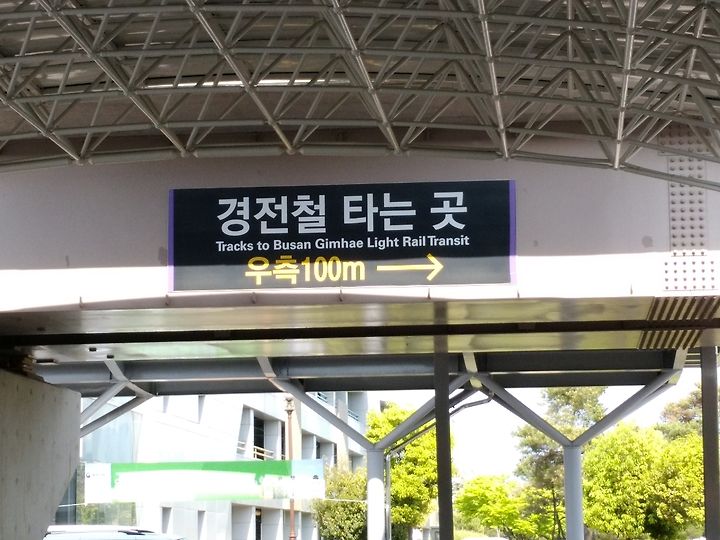 경전철 타는 곳
Tracks to Busan Gimhae Light Rail Transit
우측100m →